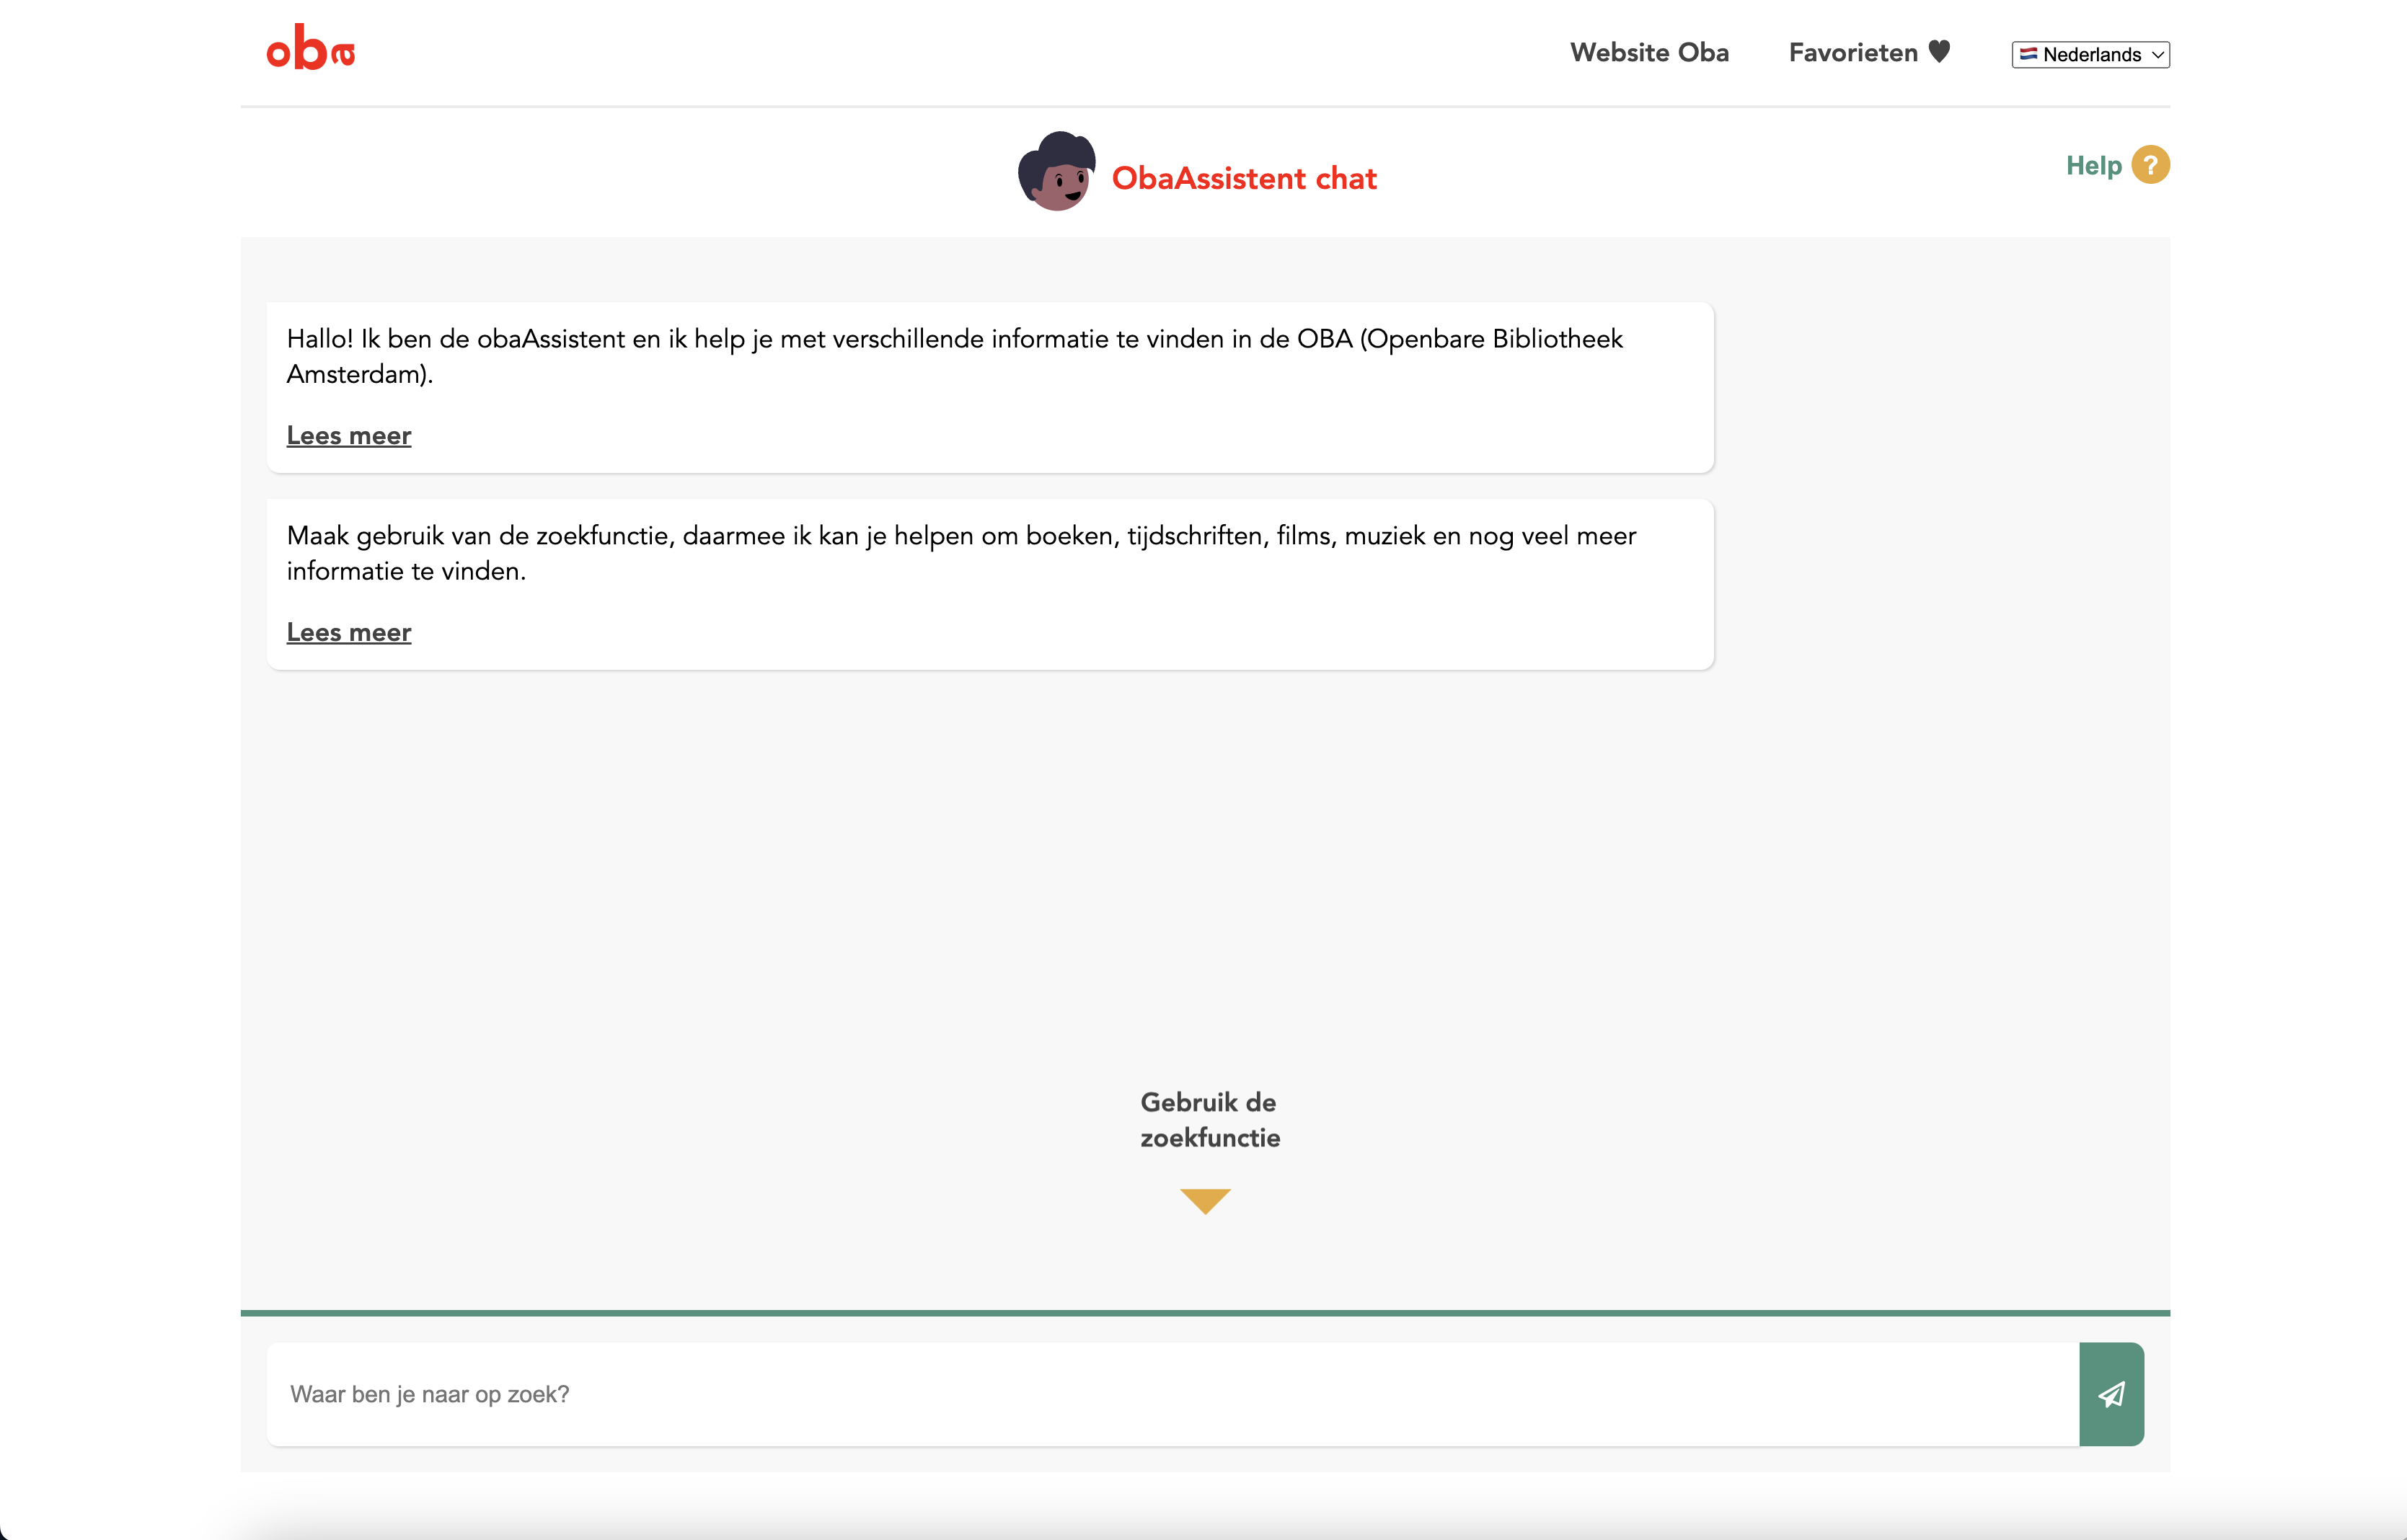 oba
Website Oba
Favorieten
Nederlands
ObaAssistent chat
Help ?
Hallo! Ik ben de obaAssistent en ik help je met verschillende informatie te vinden in de OBA (Openbare Bibliotheek
Amsterdam).
Lees meer
Maak gebruik van de zoekfunctie, daarmee ik kan je helpen om boeken, tijdschriften, films, muziek en nog veel meer
informatie te vinden.
Lees meer
Gebruik de
zoekfunctie
Waar ben je naar op zoek?